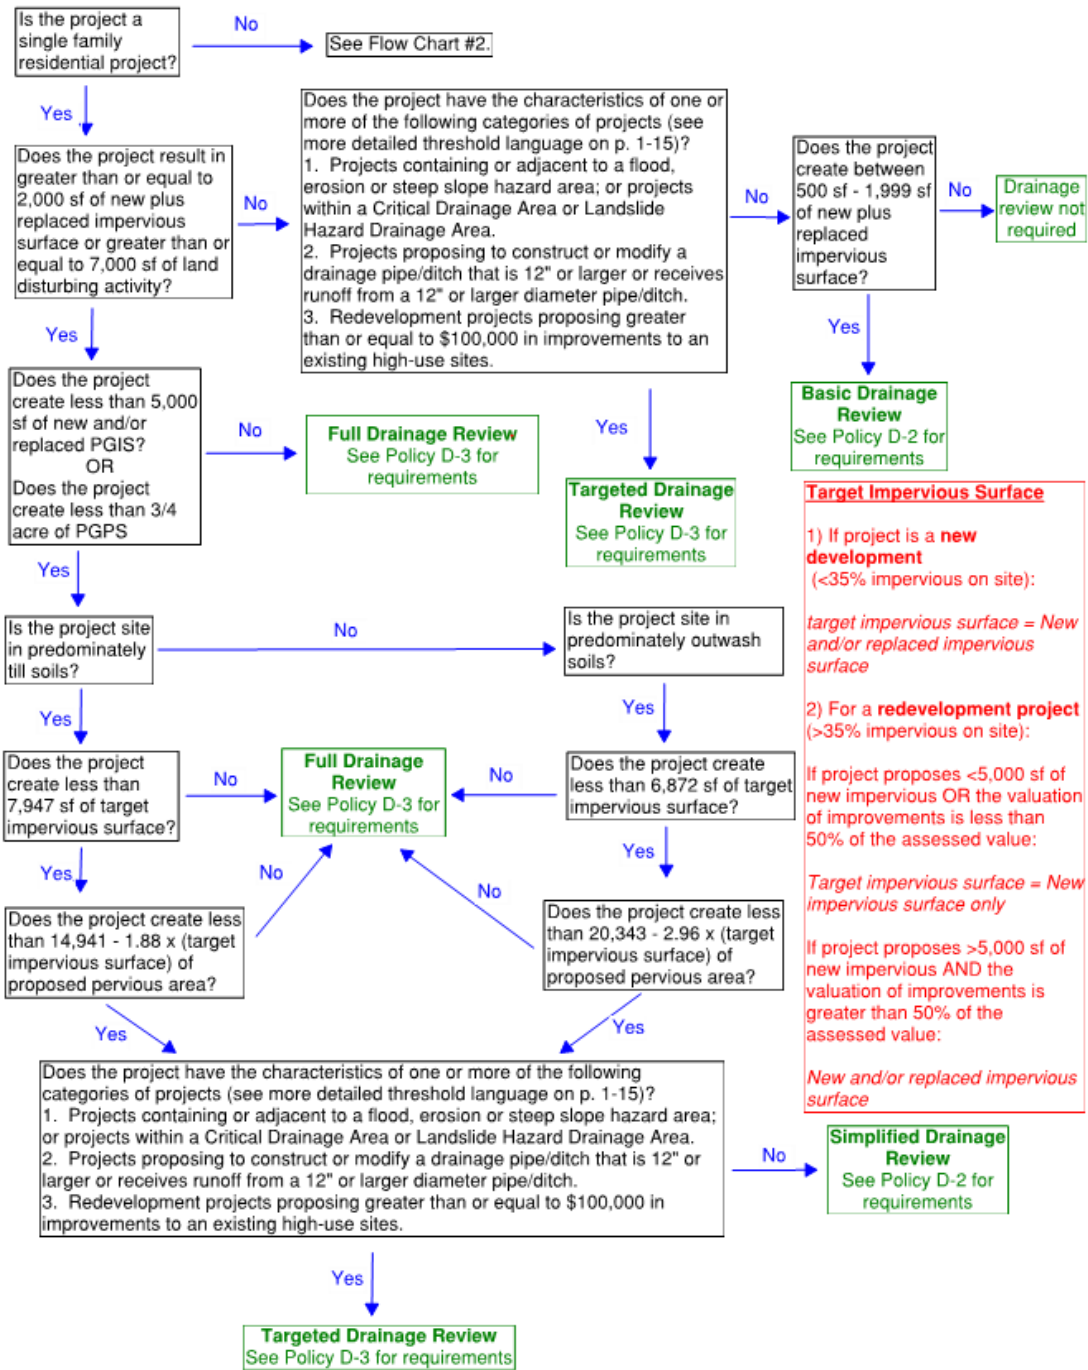 Is the project a
single family
residential project?
No
See Flow Chart #2.
Yes
Does the project result in
greater than or equal to
2,000 sf of new plus
replaced impervious
surface or greater than or
equal to 7,000 sf of land
disturbing activity?
No
Does the project have the characteristics of one or
more of the following categories of projects (see
more detailed threshold language on p. 1-15)?
1. Projects containing or adjacent to a flood,
erosion or steep slope hazard area; or projects
within a Critical Drainage Area or Landslide
Hazard Drainage Area.
2. Projects proposing to construct or modify a
drainage pipe/ditch that is 12" or larger or receives
runoff from a 12" or larger diameter pipe/ditch.
3. Redevelopment projects proposing greater
than or equal to $100,000 in improvements to an
existing high-use sites.
No
Does the project
create between
500 sf - 1,999 sf
of new plus
replaced
impervious
surface?
No
Drainage
review not
required
Yes
Yes
Yes
Basic Drainage
Review
See Policy D-2 for
requirements
Does the project
create less than 5,000
sf of new and/or
replaced PGIS?
OR
Does the project
create less than 3/4
acre of PGPS
No
Full Drainage Review
See Policy D-3 for
requirements
Targeted Drainage
Review
See Policy D-3 for
requirements
Yes
Is the project site
in predominately
till soils?
No
Is the project site in
predominately outwash
soils?
Yes
Yes
Does the project
create less than
7,947 sf of target
impervious surface?
No
Full Drainage
Review
See Policy D-3 for
requirements
No
Does the project create
less than 6,872 sf of target
impervious surface?
Yes
No
No
Yes
Does the project create less
than 14,941 - 1.88 x (target
impervious surface) of
proposed pervious area?
Does the project create less
than 20,343 - 2.96 x (target
impervious surface) of
proposed pervious area?
Yes
Yes
Does the project have the characteristics of one or more of the following
categories of projects (see more detailed threshold language on p. 1-15)?
1. Projects containing or adjacent to a flood, erosion or steep slope hazard area;
or projects within a Critical Drainage Area or Landslide Hazard Drainage Area.
2. Projects proposing to construct or modify a drainage pipe/ditch that is 12" or
larger or receives runoff from a 12" or larger diameter pipe/ditch.
3. Redevelopment projects proposing greater than or equal to $100,000 in
improvements to an existing high-use sites.
No
Simplified Drainage
Review
See Policy D-2 for
requirements
Yes
Targeted Drainage Review
See Policy D-3 for requirements
Target Impervious Surface
1) If project is a new
development
(<35% impervious on site):
target impervious surface = New
and/or replaced impervious
surface
2) For a redevelopment project
(>35% impervious on site):
If project proposes <5,000 sf of
new impervious OR the valuation
of improvements is less than
50% of the assessed value:
Target impervious surface = New
impervious surface only
If project proposes >5,000 sf of
new impervious AND the
valuation of improvements is
greater than 50% of the
assessed value:
New and/or replaced impervious
surface